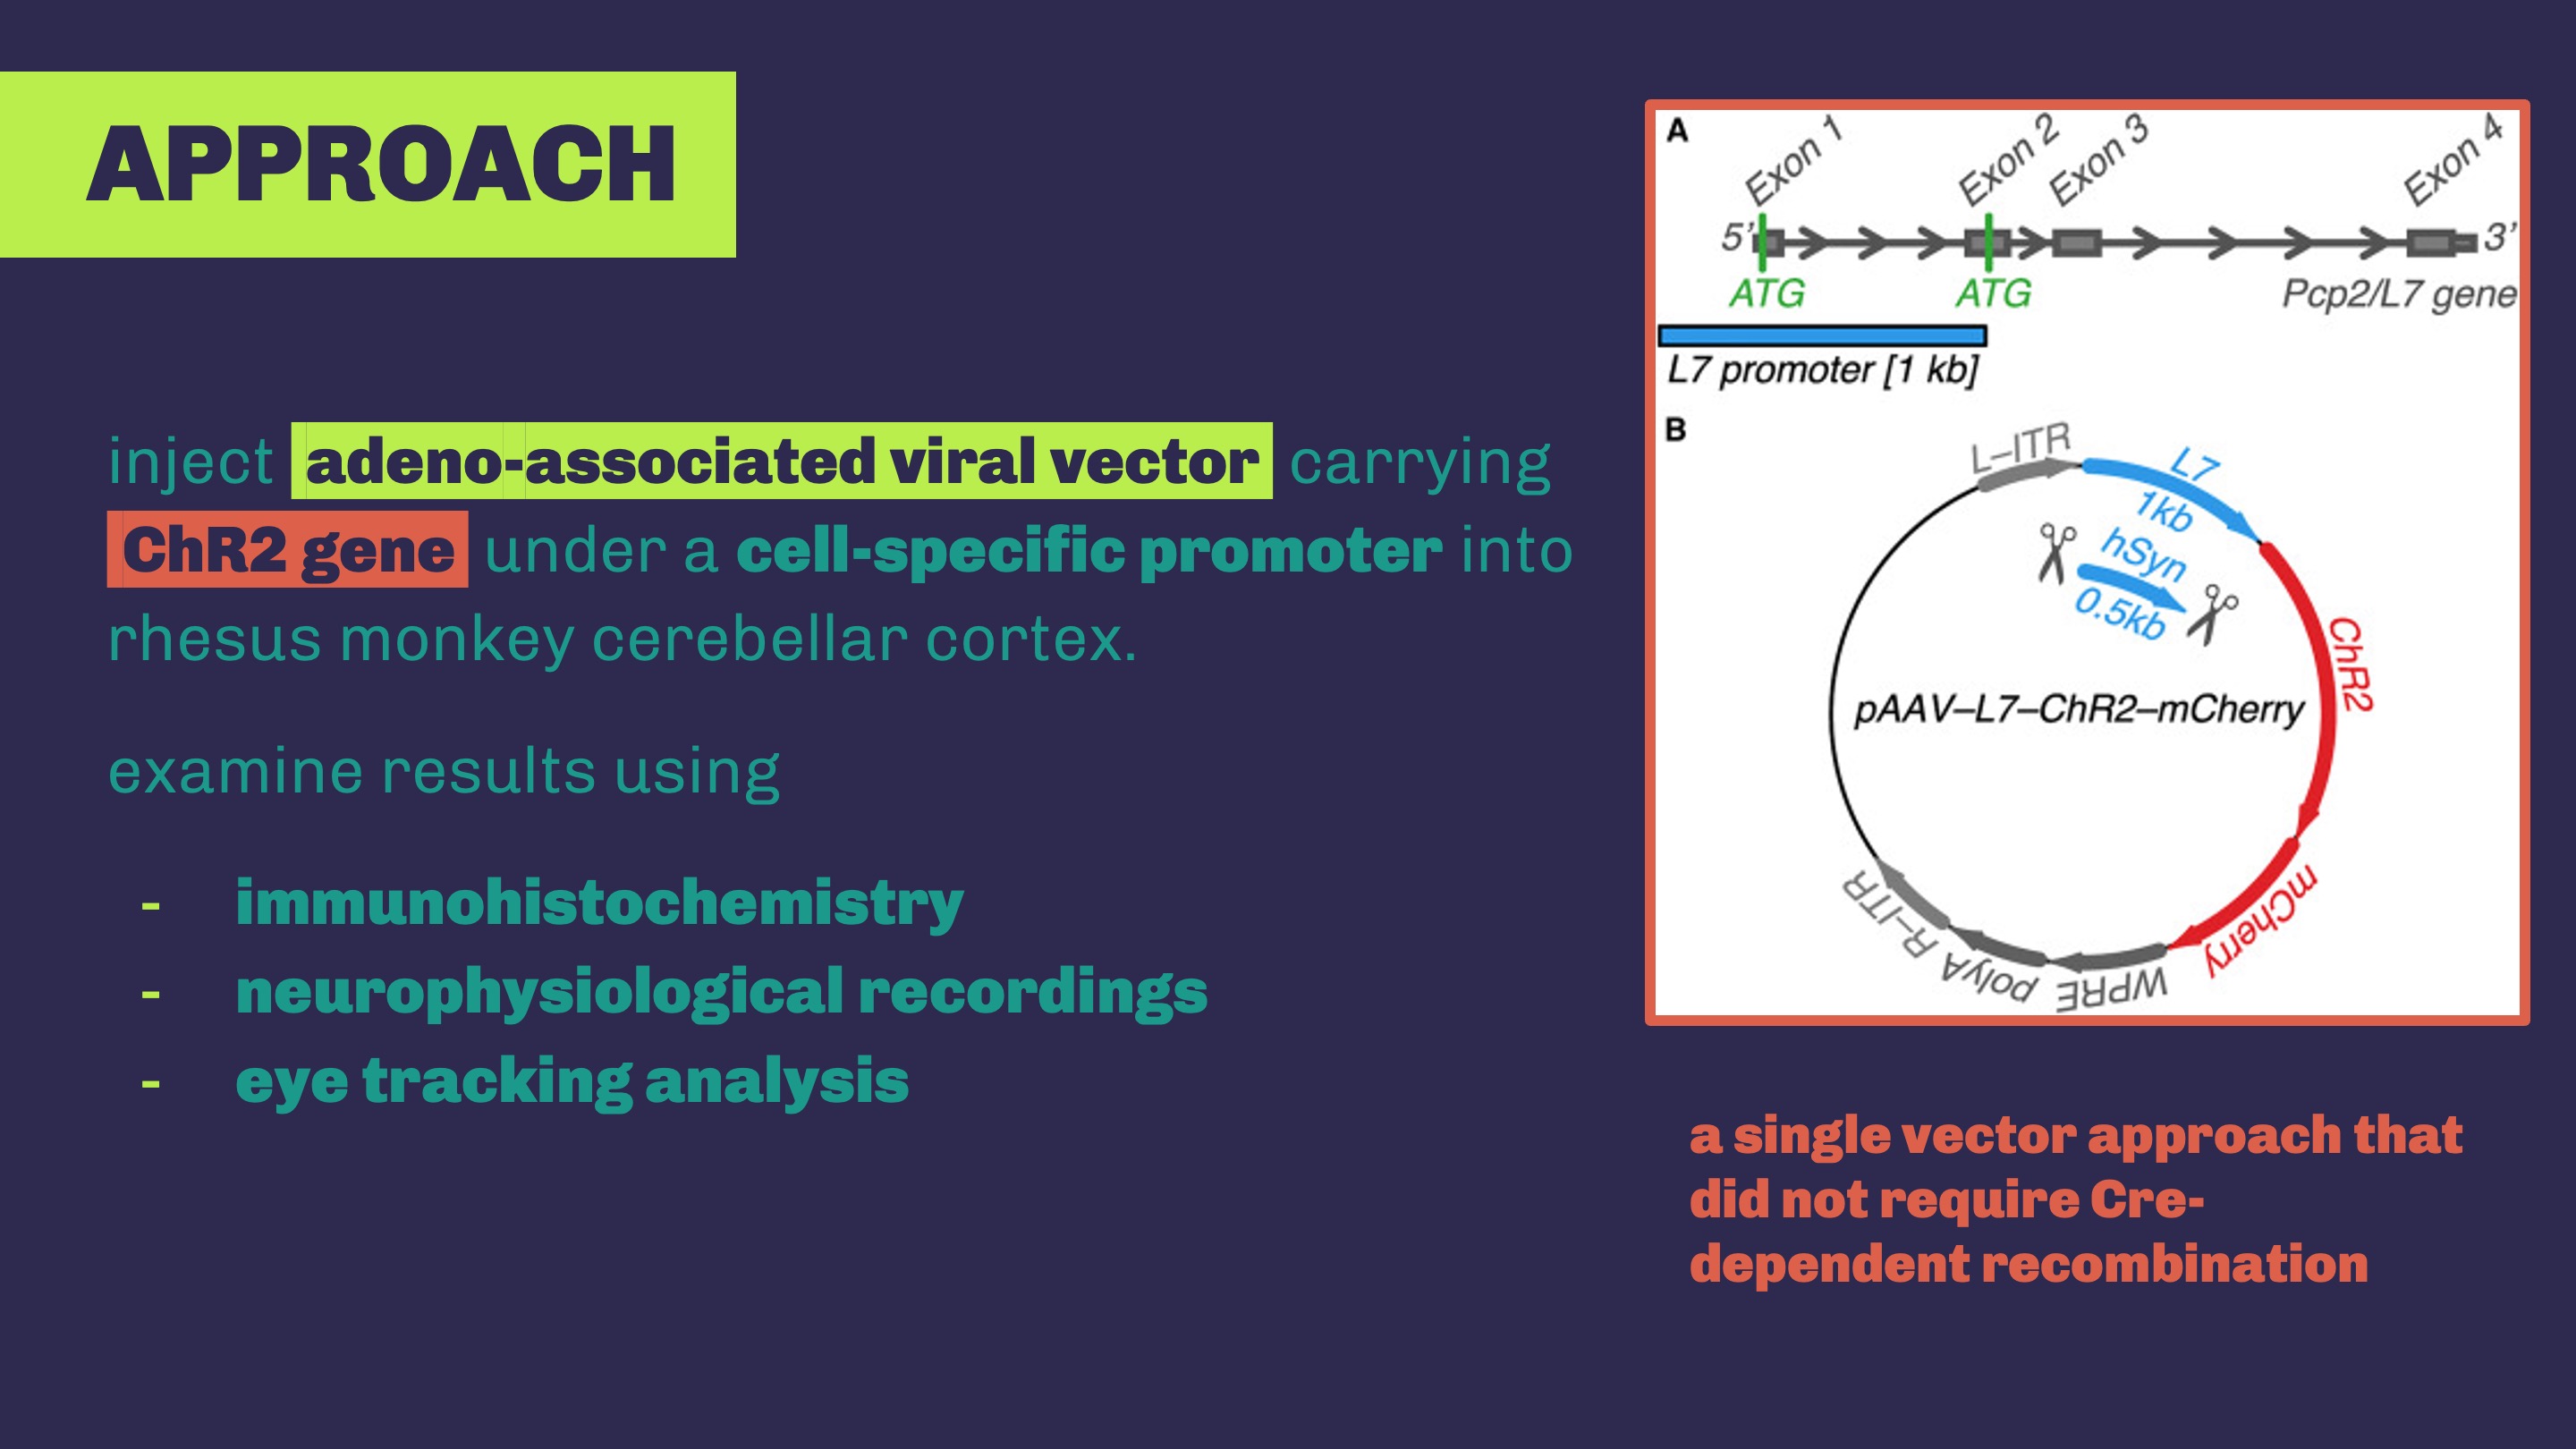 APPROACH
inject adeno-associated viral vector carrying
ChR2 gene under a cell-specific promoter into
rhesus monkey cerebellar cortex.
examine results using
- immunohistochemistry
- neurophysiological recordings
- eye tracking analysis
A
Exon 1
Exon 2
Exon 3
Exon 4
5'
3'
ATG
ATG
Pcp2/L7 gene
L7 promoter [1 kb]
B
L–ITR
L7
1kb
hSyn
0.5kb
ChR2
pAAV–L7–ChR2–mCherry
mCherry
WPRE
polyA
R–ITR
a single vector approach that
did not require Cre-
dependent recombination